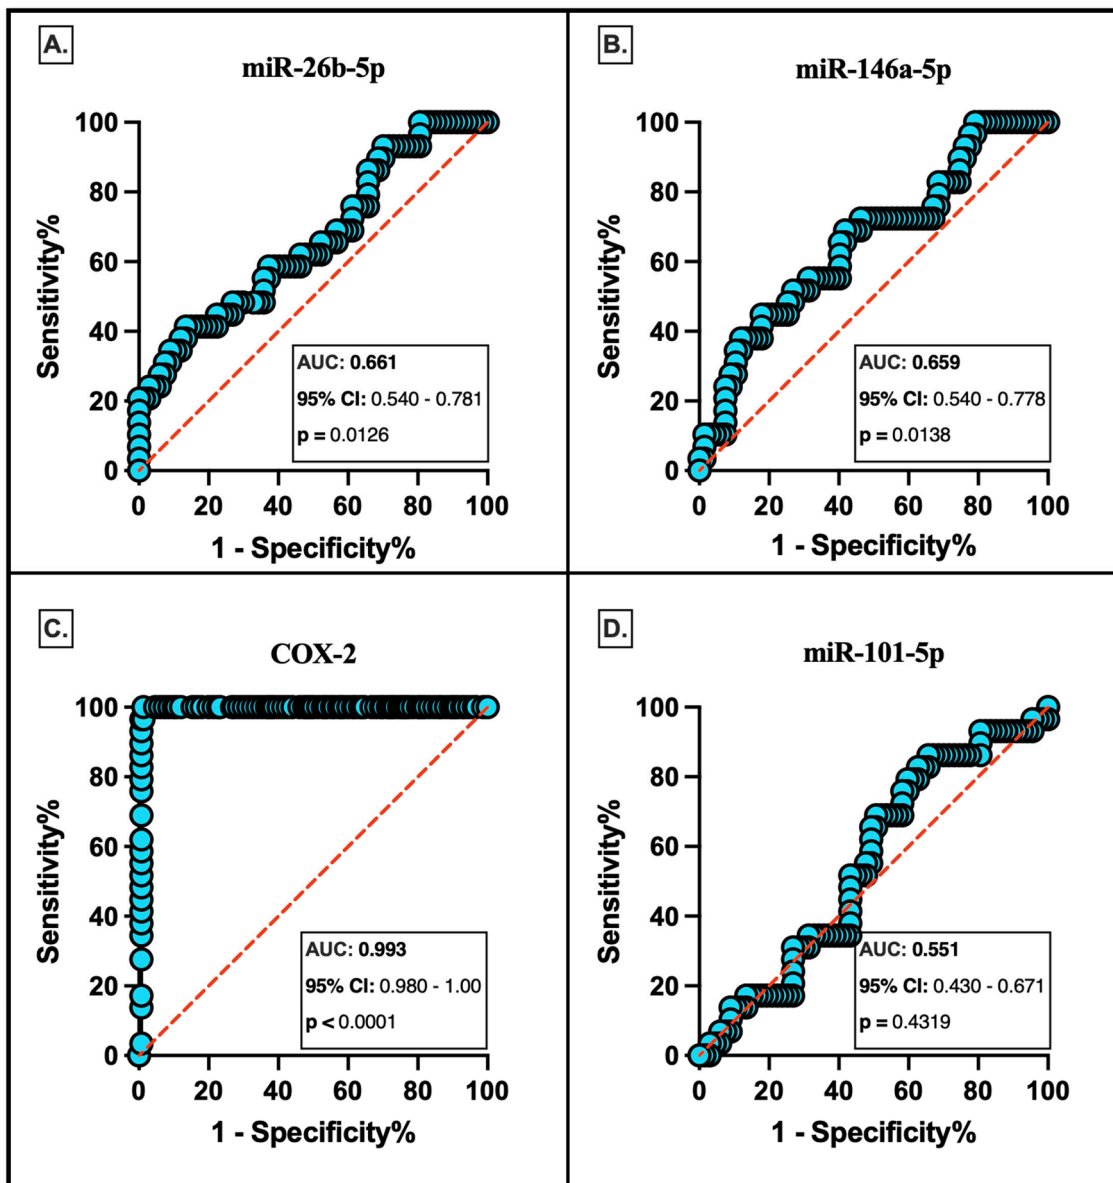 A.
miR-26b-5p
Sensitivity%
100
80
60
40
20
0
AUC: 0.661
95% CI: 0.540 - 0.781
p = 0.0126
0 20 40 60 80 100
1 - Specificity%
B.
miR-146a-5p
Sensitivity%
100
80
60
40
20
0
AUC: 0.659
95% CI: 0.540 - 0.778
p = 0.0138
0 20 40 60 80 100
1 - Specificity%
C.
COX-2
Sensitivity%
100
80
60
40
20
0
AUC: 0.993
95% CI: 0.980 - 1.00
p < 0.0001
0 20 40 60 80 100
1 - Specificity%
D.
miR-101-5p
Sensitivity%
100
80
60
40
20
0
AUC: 0.551
95% CI: 0.430 - 0.671
p = 0.4319
0 20 40 60 80 100
1 - Specificity%